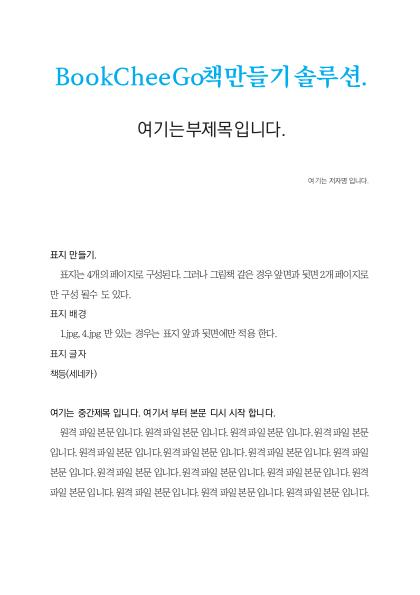 BookCheeGo책만들기 솔루션.
여기는 부제목 입니다.
여기는 저자명 입니다.
표지 만들기.
표지는 4개의 페이지로 구성된다. 그러나 그림책 같은 경우 앞면과 뒷면 2개 페이지로
만 구성 될수 도 있다.
표지 배경
1.jpg, 4.jpg 만 있는 경우는 표지 앞과 뒷면에만 적용 한다.
표지 글자
책등(세네카)
여기는 중간제목 입니다. 여기서 부터 본문 디시 시작 합니다.
원격 파일 본문 입니다. 원격 파일 본문 입니다. 원격 파일 본문 입니다. 원격 파일 본문
입니다. 원격 파일 본문 입니다. 원격 파일 본문 입니다. 원격 파일 본문 입니다. 원격 파일
본문 입니다. 원격 파일 본문 입니다. 원격 파일 본문 입니다. 원격 파일 본문 입니다. 원격
파일 본문 입니다. 원격 파일 본문 입니다. 원격 파일 본문 입니다. 원격 파일 본문 입니다.